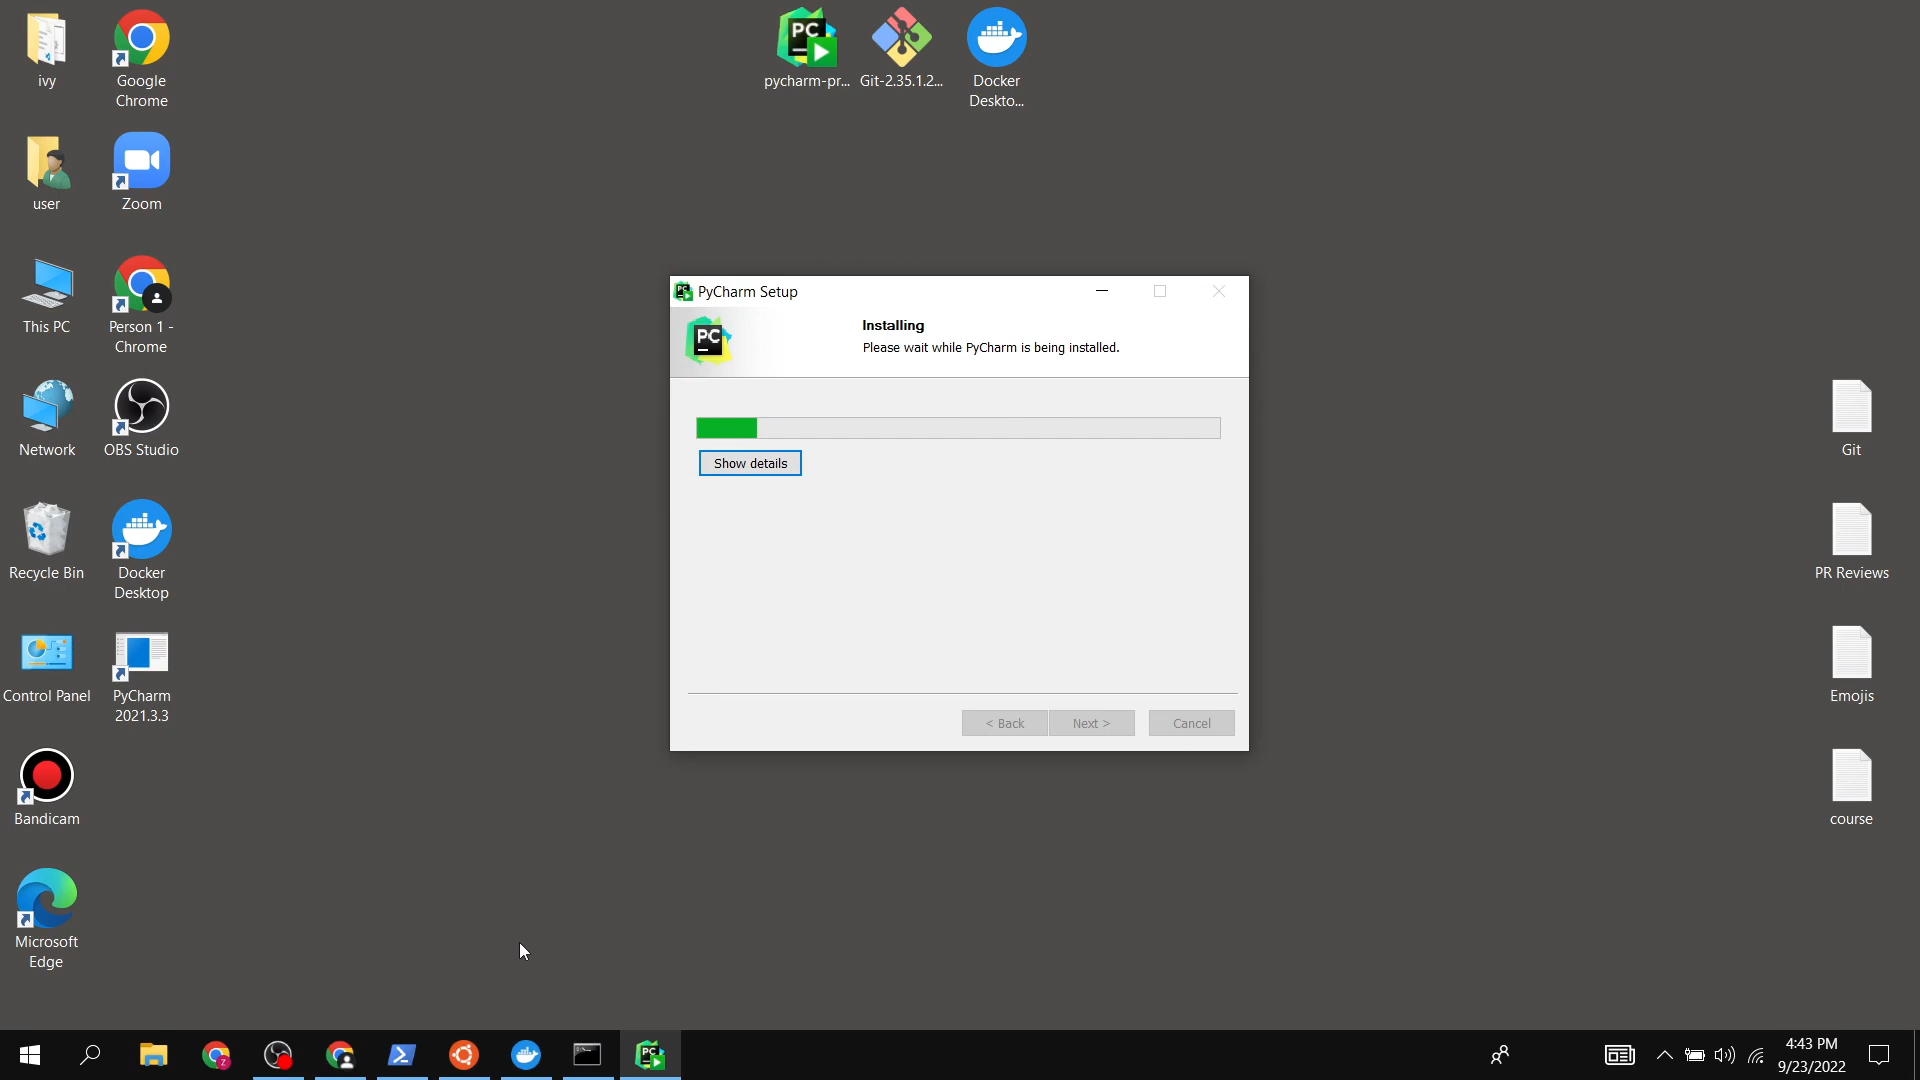 ivy
Google
Chrome
pycharm-pr...
Git-2.35.1.2...
Docker
Deskto...
user
Zoom
This PC
Person 1 -
Chrome
Network
OBS Studio
Recycle Bin
Docker
Desktop
Control Panel
PyCharm
2021.3.3
Bandicam
Microsoft
Edge
PC
PyCharm Setup
PC
Installing
Please wait while PyCharm is being installed.
Show details
< Back
Next >
Cancel
Git
PR Reviews
Emojis
course
Z
PC
4:43 PM
9/23/2022